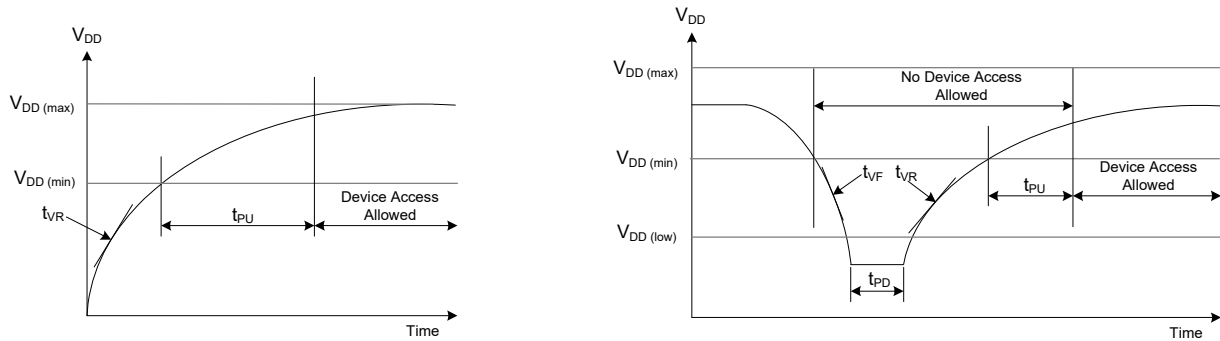 VDD
VDD (max)
VDD (min)
tVR
tPU
Device Access
Allowed
Time
VDD
VDD (max)
No Device Access
Allowed
VDD (min)
tVF
tVR
tPU
Device Access
Allowed
VDD (low)
tPD
Time